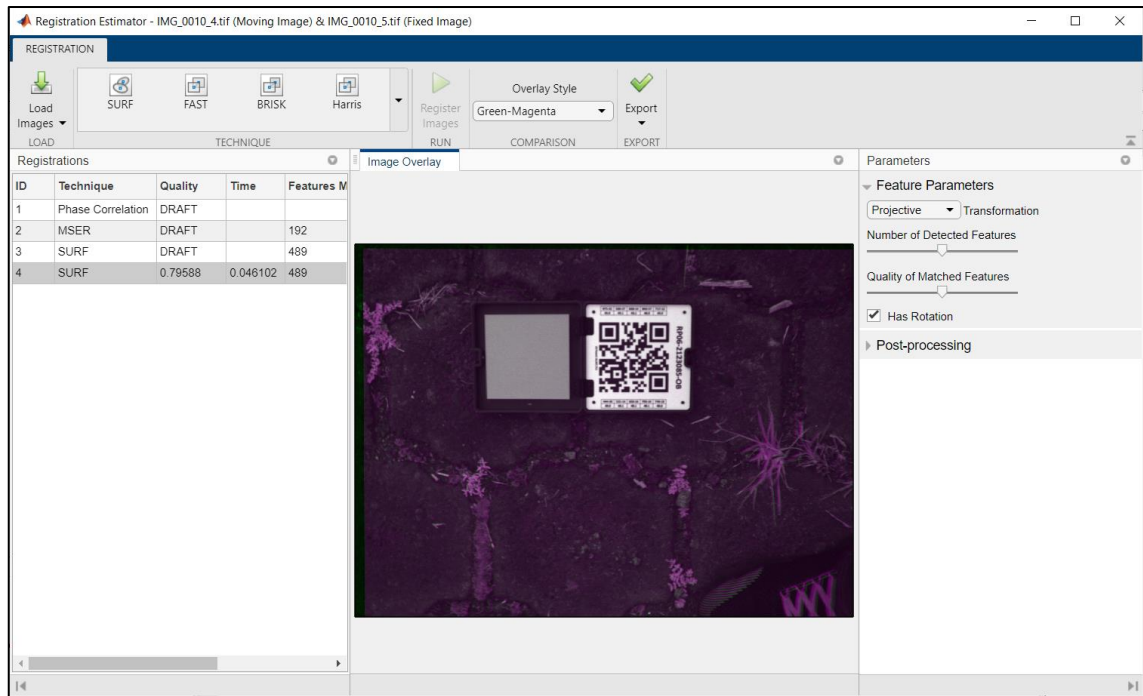 Registration Estimator - IMG_0010_4.tif (Moving Image) & IMG_0010_5.tif (Fixed Image)
REGISTRATION
Load Images
SURF
FAST
BRISK
Harris
Register Images
Overlay Style
Green-Magenta
Export
LOAD
TECHNIQUE
RUN
COMPARISON
EXPORT
Registrations
ID Technique Quality Time Features M
1 Phase Correlation DRAFT
2 MSER DRAFT 192
3 SURF DRAFT 489
4 SURF 0.79588 0.046102 489
Image Overlay
RP06-2123085-OB
Parameters
Feature Parameters
Projective Transformation
Number of Detected Features
Quality of Matched Features
Has Rotation
Post-processing